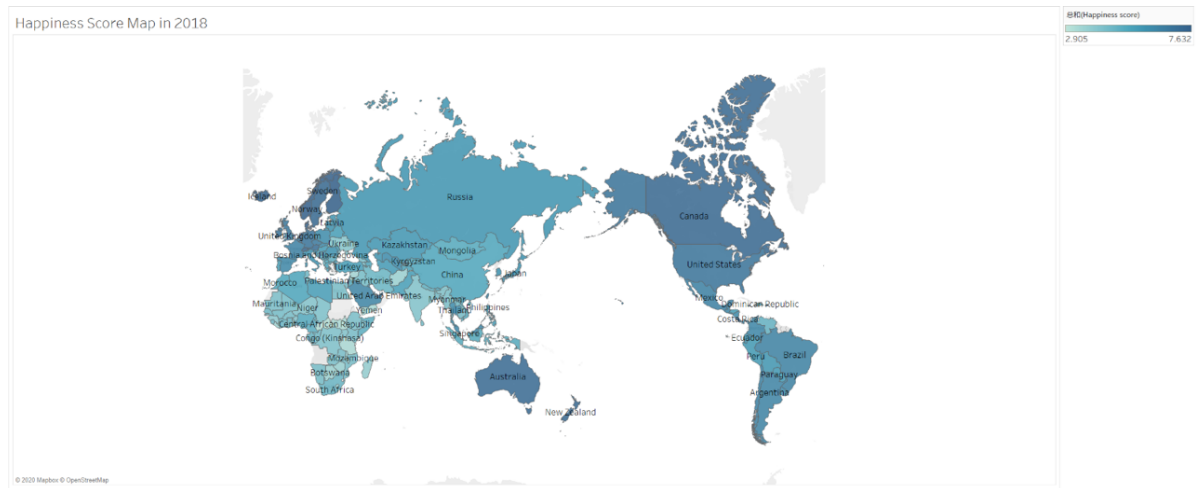 Happiness Score Map in 2018
总和(Happiness score)
2.905 7.632
Iceland
Sweden
Norway
Latvia
United Kingdom
Ukraine
Bosnia and Herzegovina
Turkey
Russia
Kazakhstan
Mongolia
Kyrgyzstan
China
Japan
Morocco
Palestinian Territories
United Arab Emirates
Mauritania
Niger
Yemen
Myanmar
Thailand
Philippines
Central African Republic
Singapore
Congo (Kinshasa)
Mozambique
Botswana
South Africa
Australia
New Zealand
Canada
United States
Mexico
Dominican Republic
Costa Rica
Ecuador
Peru
Brazil
Paraguay
Argentina
© 2020 Mapbox © OpenStreetMap